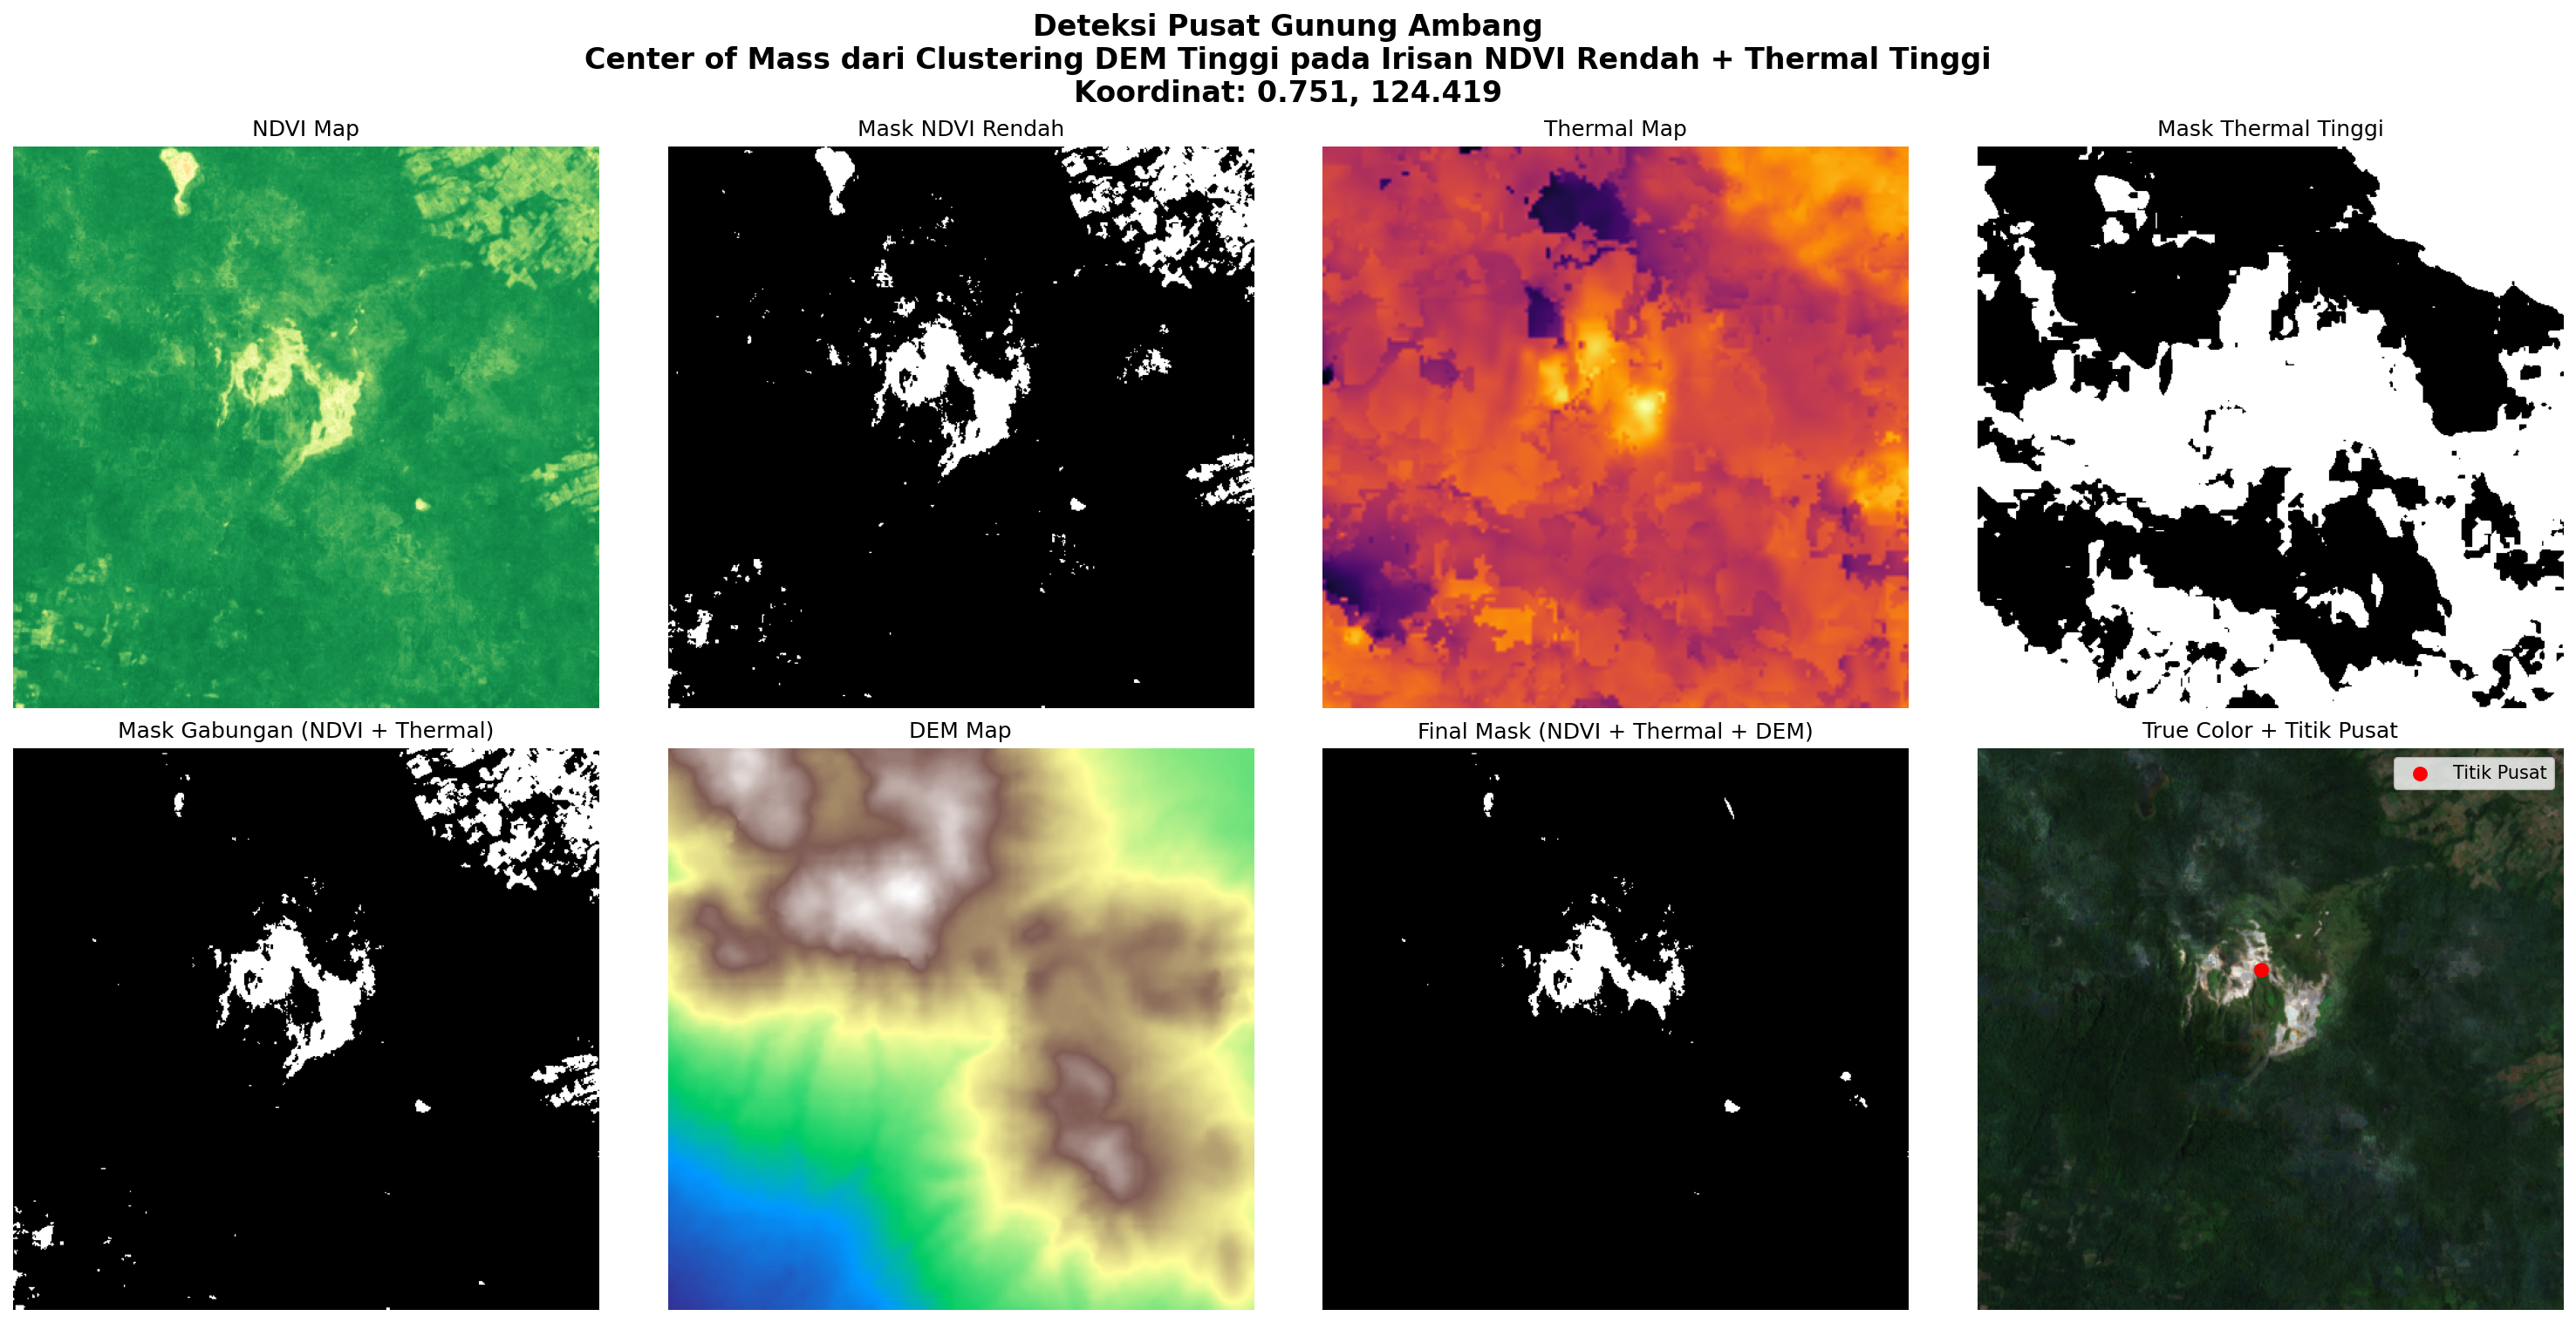 Deteksi Pusat Gunung Ambang
Center of Mass dari Clustering DEM Tinggi pada Irisan NDVI Rendah + Thermal Tinggi
Koordinat: 0.751, 124.419
NDVI Map
Mask NDVI Rendah
Thermal Map
Mask Thermal Tinggi
Mask Gabungan (NDVI + Thermal)
DEM Map
Final Mask (NDVI + Thermal + DEM)
True Color + Titik Pusat
Titik Pusat